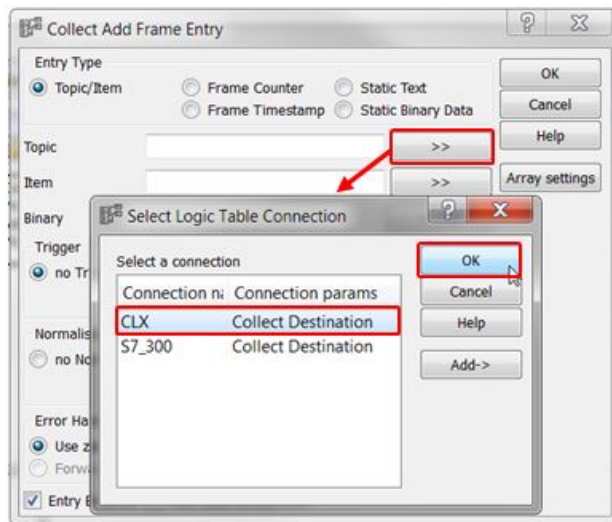 Collect Add Frame Entry
Entry Type
Topic/Item
Frame Counter
Static Text
Frame Timestamp
Static Binary Data
OK
Cancel
Help
Array settings
Topic
>>
Item
>>
Binary
Trigger
no Tr
Normalis
no No
Error Ha
Use z
Forwa
Entry E
Select Logic Table Connection
Select a connection
Connection na Connection params
CLX Collect Destination
S7_300 Collect Destination
OK
Cancel
Help
Add->